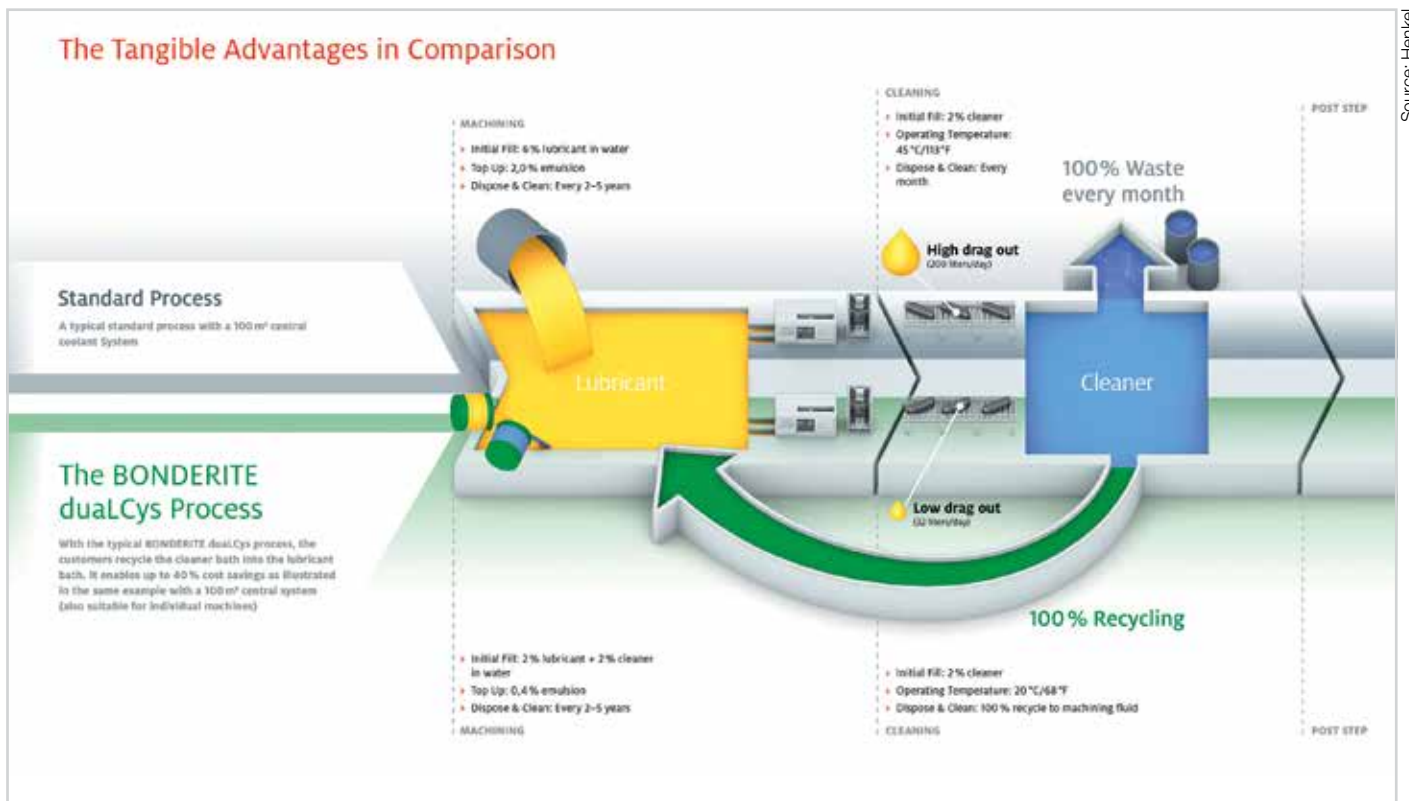 Source: Henkel
The Tangible Advantages in Comparison
MACHINING
Initial Fill: 6% lubricant in water
Top Up: 2,0% emulsion
Dispose & Clean: Every 2–5 years
CLEANING
Initial Fill: 2% cleaner
Operating Temperature:
45°C/113°F
Dispose & Clean: Every
month
POST STEP
100% Waste
every month
High drag out
(200 liters/day)
Standard Process
A typical standard process with a 100 m³ central
coolant System
Lubricant
Cleaner
The BONDERITE
duaLCys Process
With the typical BONDERITE duaLCys process, the
customers recycle the cleaner bath into the lubricant
bath. It enables up to 40% cost savings as illustrated
in the same example with a 100 m³ central system
(also suitable for individual machines)
Low drag out
(32 liters/day)
100% Recycling
Initial Fill: 2% lubricant + 2% cleaner
in water
Top Up: 0,4% emulsion
Dispose & Clean: Every 2–5 years
MACHINING
Initial Fill: 2% cleaner
Operating Temperature: 20°C/68°F
Dispose & Clean: 100% recycle to machining fluid
CLEANING
POST STEP